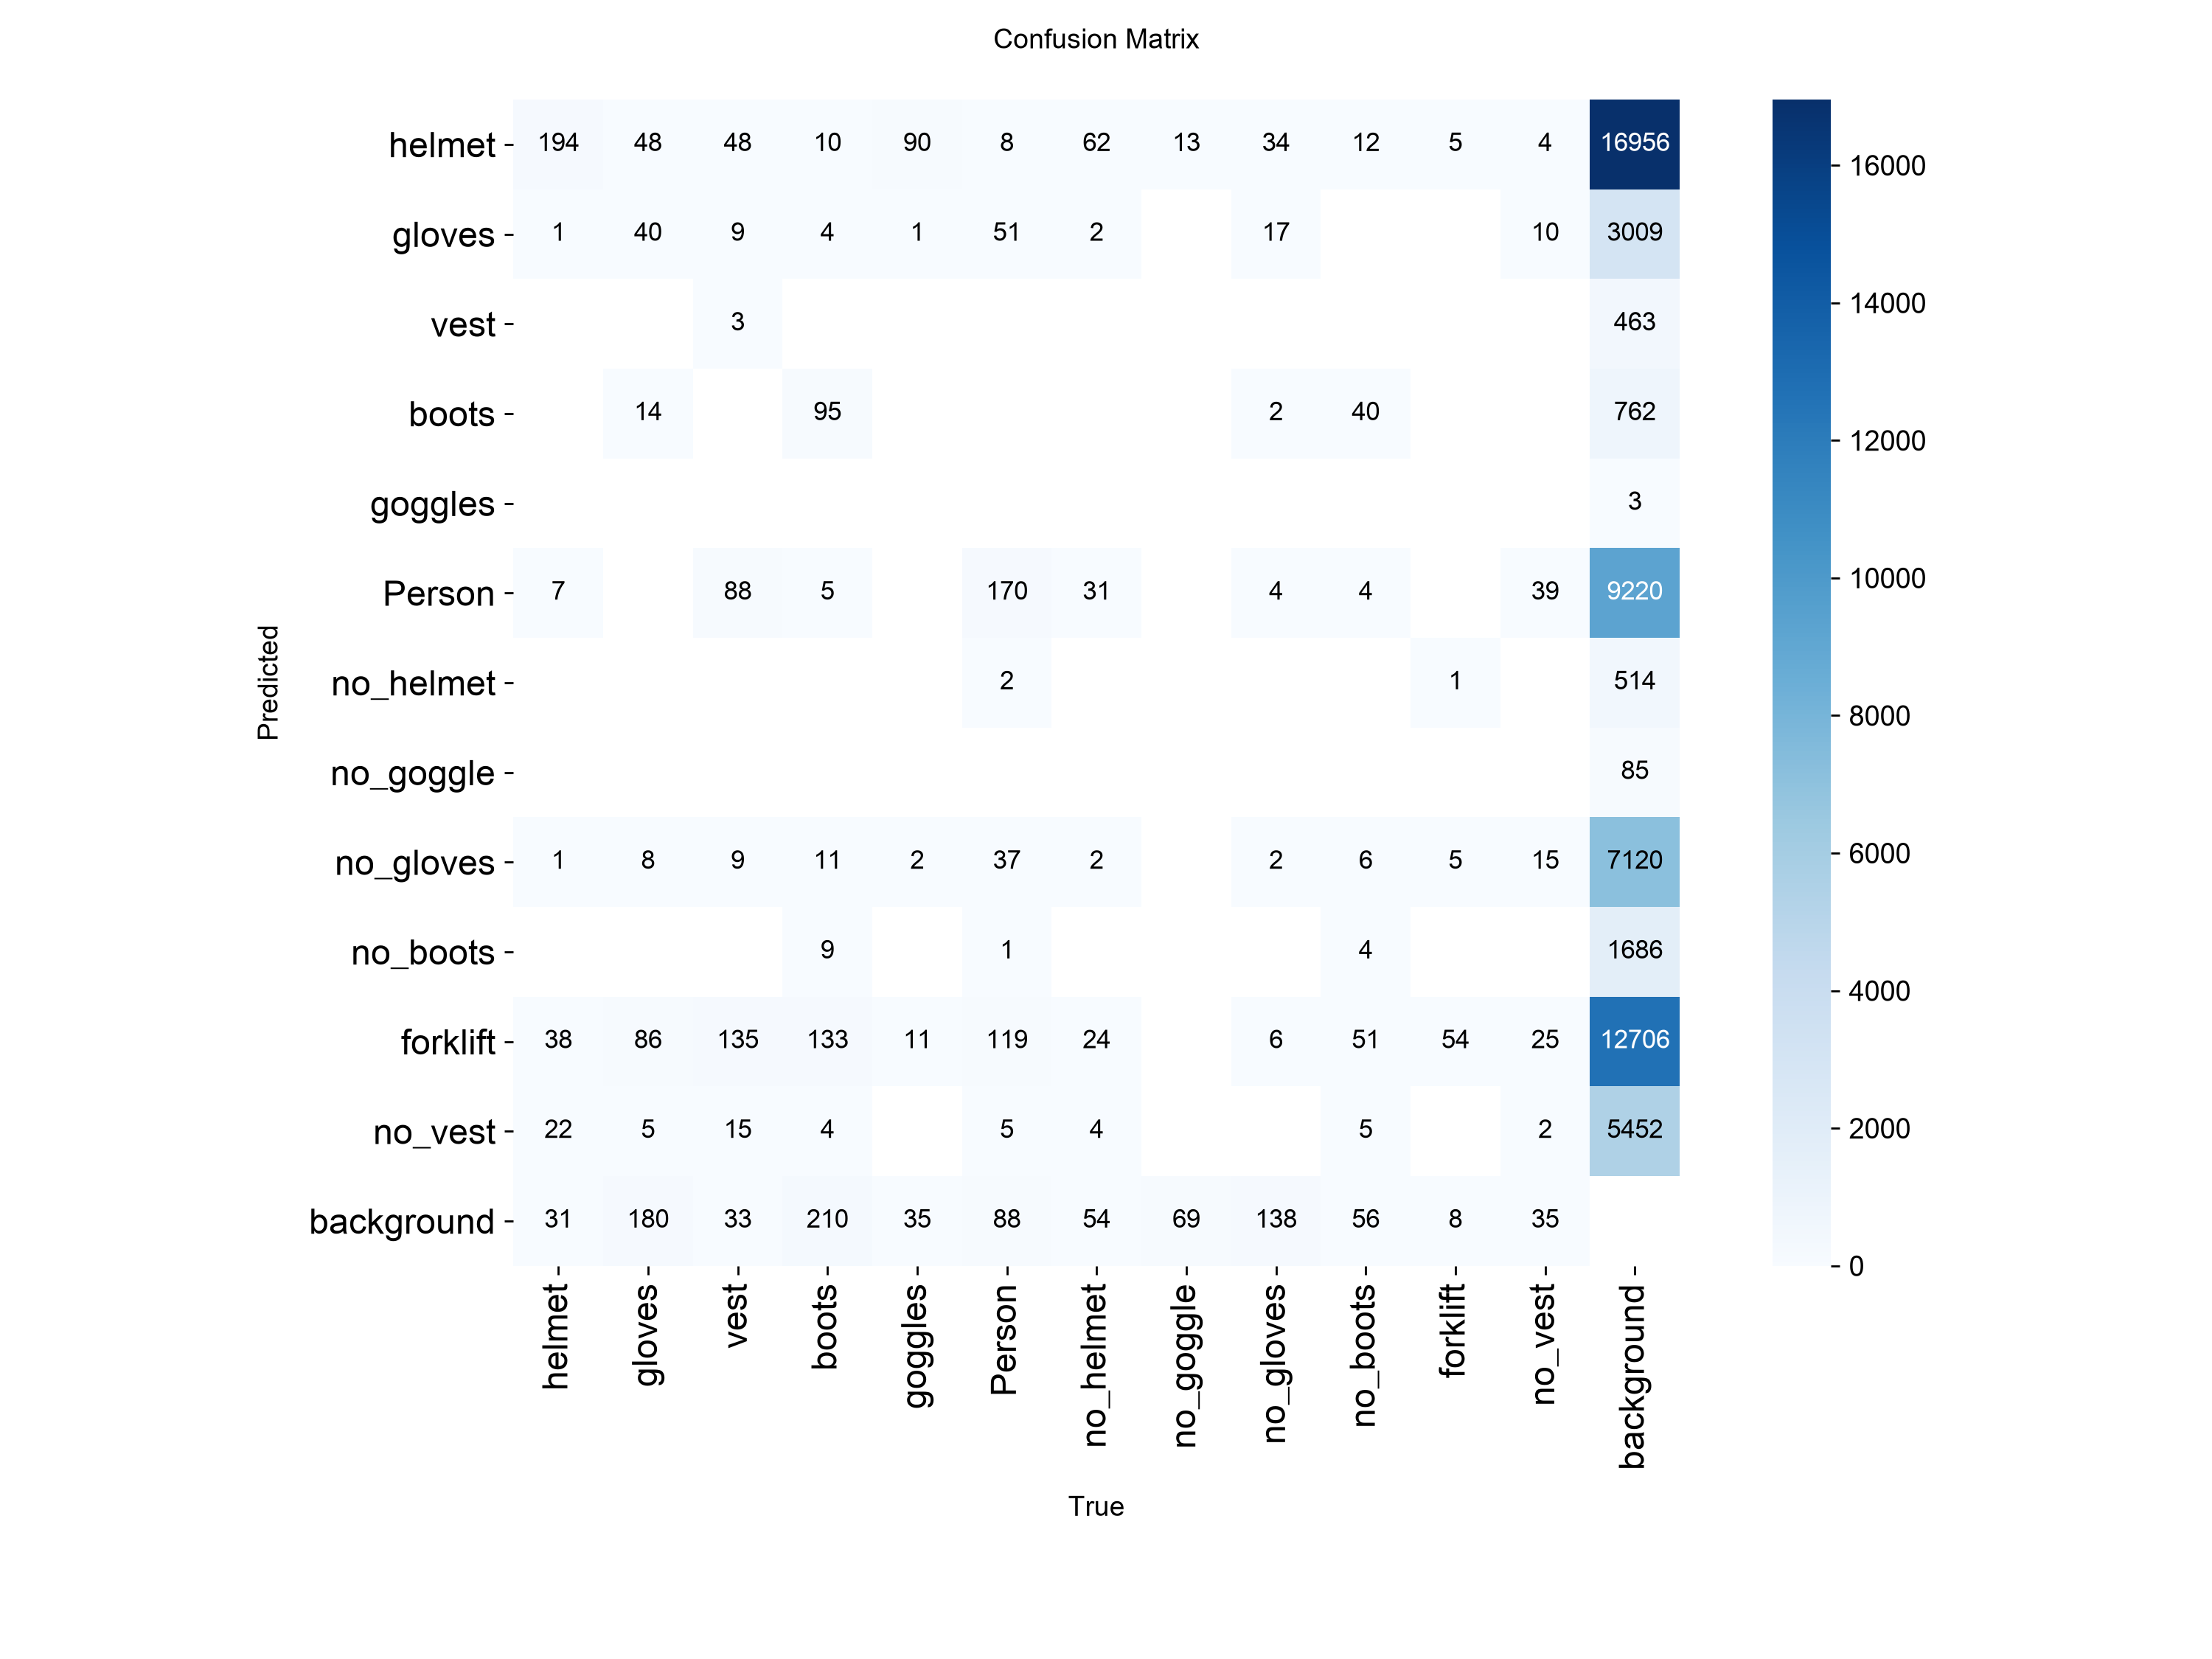 Confusion Matrix
helmet 194 48 48 10 90 8 62 13 34 12 5 4 16956
gloves 1 40 9 4 1 51 2 17 10 3009
vest 3 463
boots 14 95 2 40 762
goggles 3
Person 7 88 5 170 31 4 4 39 9220
no_helmet 2 1 514
no_goggle 85
no_gloves 1 8 9 11 2 37 2 2 6 5 15 7120
no_boots 9 1 4 1686
forklift 38 86 135 133 11 119 24 6 51 54 25 12706
no_vest 22 5 15 4 5 4 5 2 5452
background 31 180 33 210 35 88 54 69 138 56 8 35
helmet gloves vest boots goggles Person no_helmet no_goggle no_gloves no_boots forklift no_vest background
True
Predicted
16000
14000
12000
10000
8000
6000
4000
2000
0